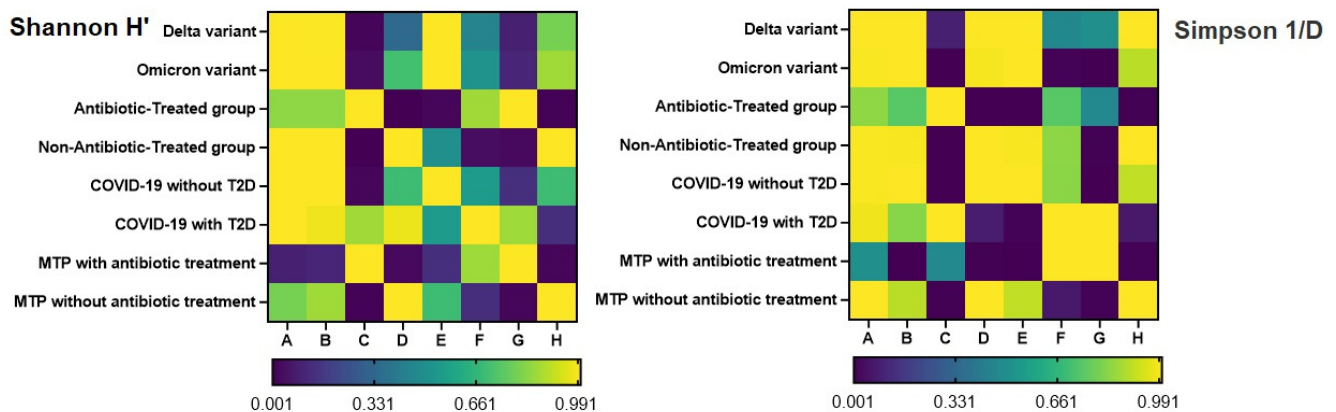 Shannon H'
Delta variant
Omicron variant
Antibiotic-Treated group
Non-Antibiotic-Treated group
COVID-19 without T2D
COVID-19 with T2D
MTP with antibiotic treatment
MTP without antibiotic treatment
A B C D E F G H
0.001 0.331 0.661 0.991
Simpson 1/D
Delta variant
Omicron variant
Antibiotic-Treated group
Non-Antibiotic-Treated group
COVID-19 without T2D
COVID-19 with T2D
MTP with antibiotic treatment
MTP without antibiotic treatment
A B C D E F G H
0.001 0.331 0.661 0.991